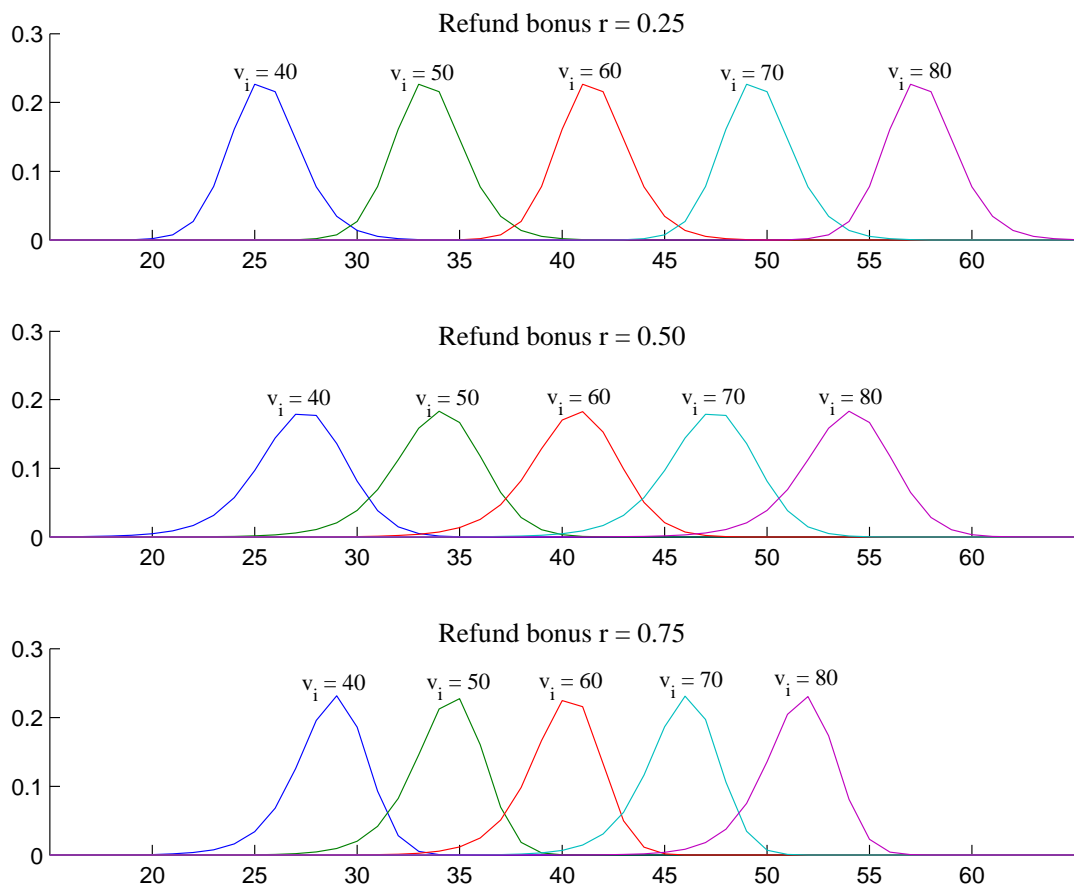 Refund bonus r = 0.25
0.3
v_i = 40 v_i = 50 v_i = 60 v_i = 70 v_i = 80
0.2
0.1
0
20 25 30 35 40 45 50 55 60
Refund bonus r = 0.50
0.3
v_i = 40 v_i = 50 v_i = 60 v_i = 70 v_i = 80
0.2
0.1
0
20 25 30 35 40 45 50 55 60
Refund bonus r = 0.75
0.3
v_i = 40 v_i = 50 v_i = 60 v_i = 70 v_i = 80
0.2
0.1
0
20 25 30 35 40 45 50 55 60